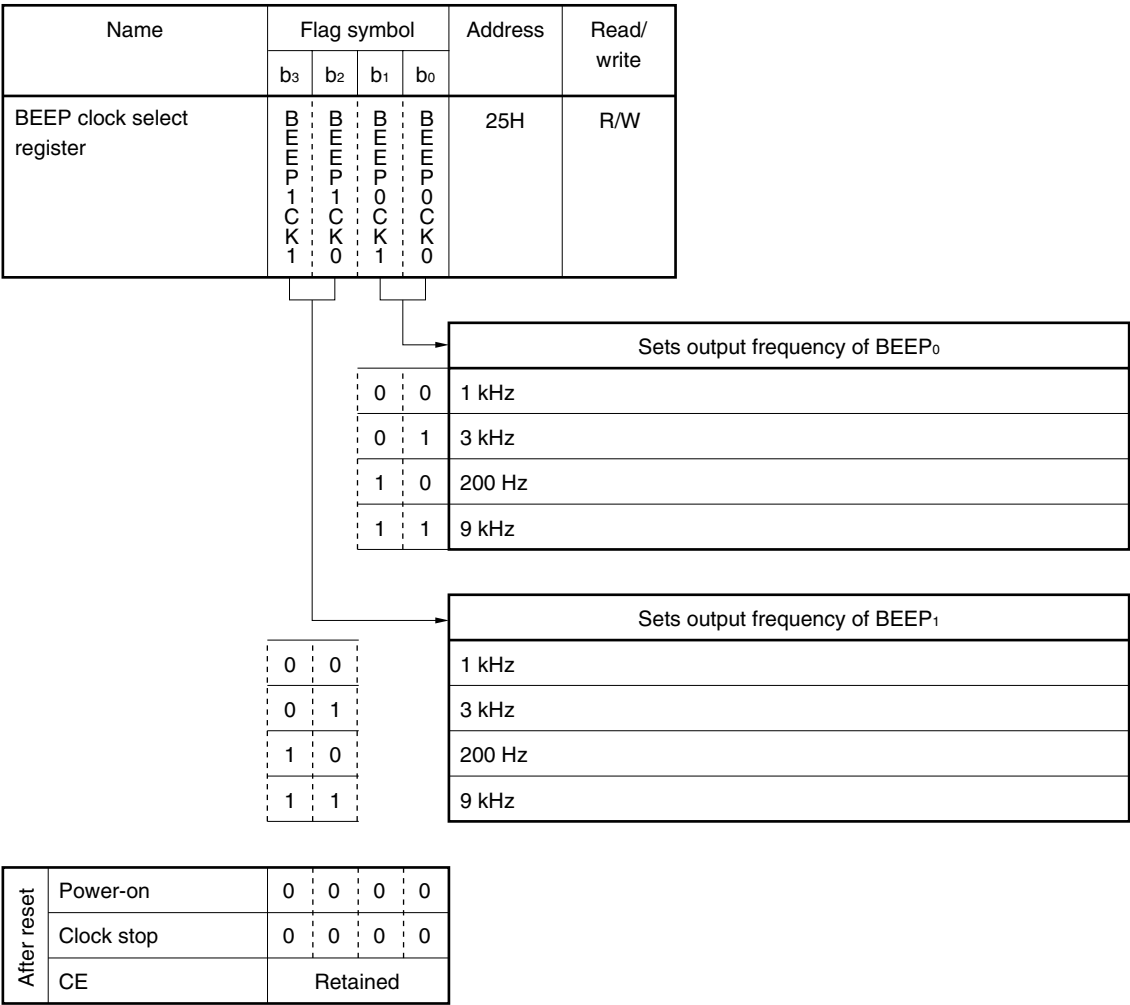 Name Flag symbol Address Read/
write
b3 b2 b1 b0
BEEP clock select
register
BEEP1CK1 BEEP1CK0 BEEP0CK1 BEEP0CK0 25H R/W
Sets output frequency of BEEP0
0 0 1 kHz
0 1 3 kHz
1 0 200 Hz
1 1 9 kHz
Sets output frequency of BEEP1
0 0 1 kHz
0 1 3 kHz
1 0 200 Hz
1 1 9 kHz
After reset
Power-on 0 0 0 0
Clock stop 0 0 0 0
CE Retained